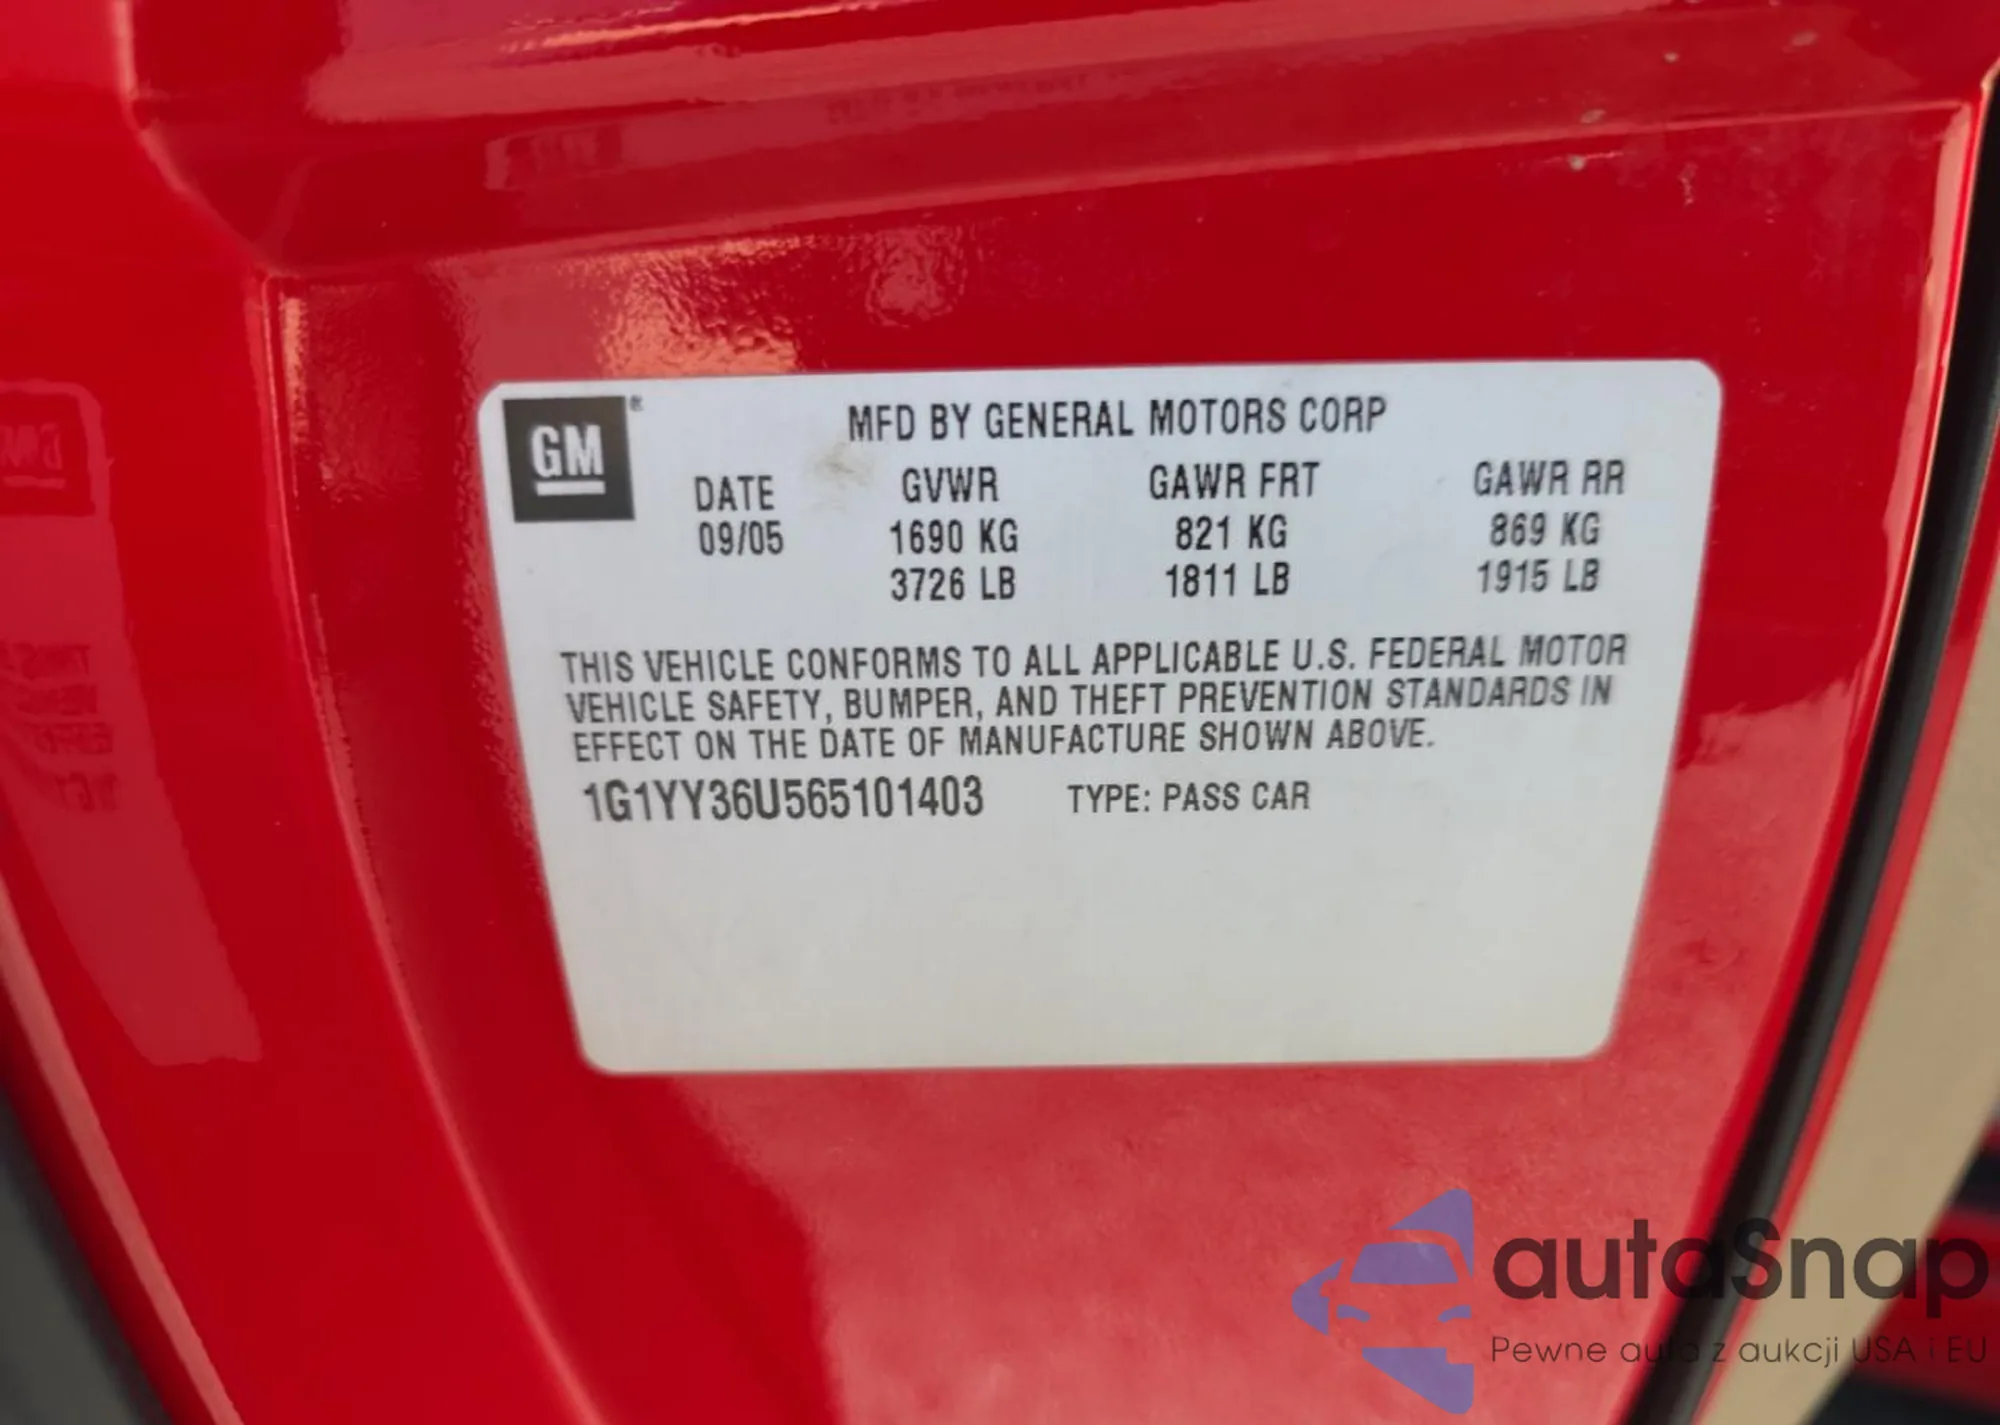 GM®
MFD BY GENERAL MOTORS CORP
DATE GVWR GAWR FRT GAWR RR
09/05 1690 KG 821 KG 869 KG
3726 LB 1811 LB 1915 LB
THIS VEHICLE CONFORMS TO ALL APPLICABLE U.S. FEDERAL MOTOR
VEHICLE SAFETY, BUMPER, AND THEFT PREVENTION STANDARDS IN
EFFECT ON THE DATE OF MANUFACTURE SHOWN ABOVE.
1G1YY36U565101403 TYPE: PASS CAR
autoSnap
Pewne auta z aukcji USA i EU